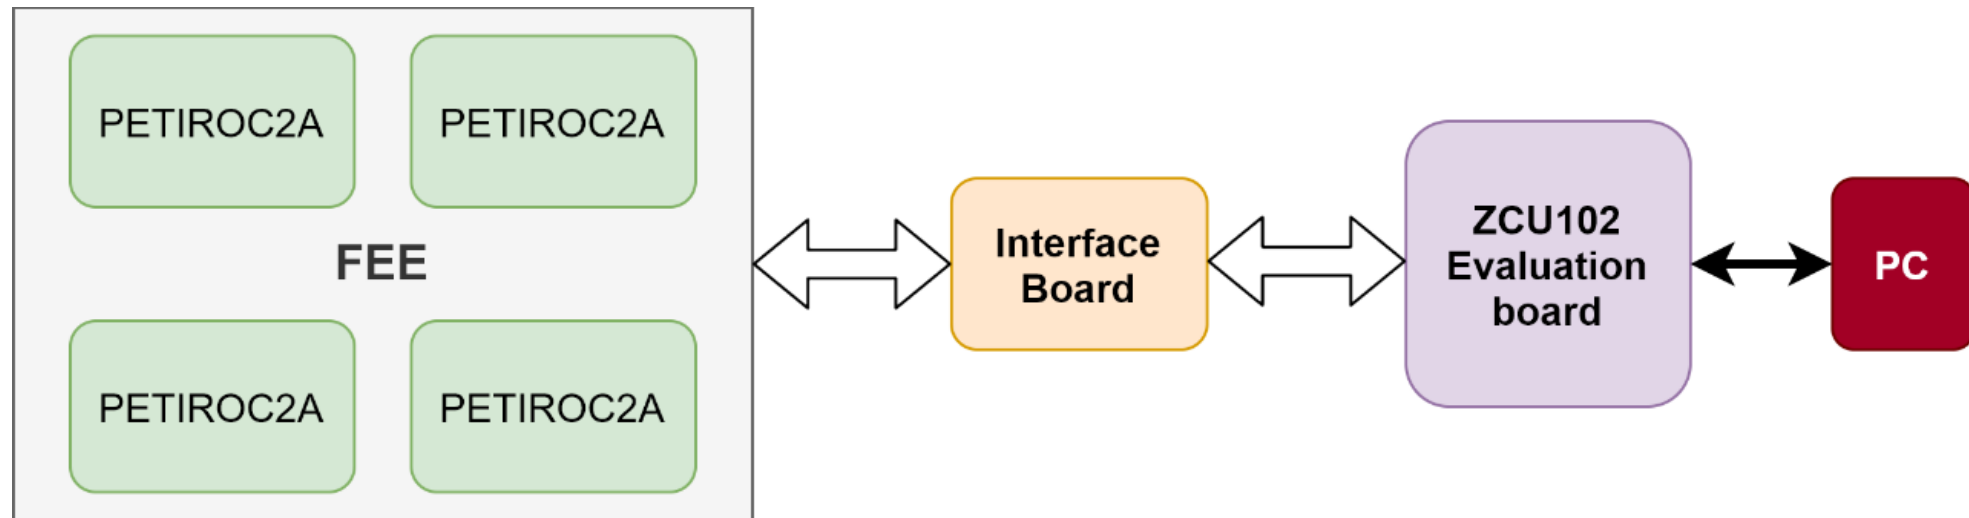 PETIROC2A
PETIROC2A
FEE
PETIROC2A
PETIROC2A
Interface
Board
ZCU102
Evaluation
board
PC